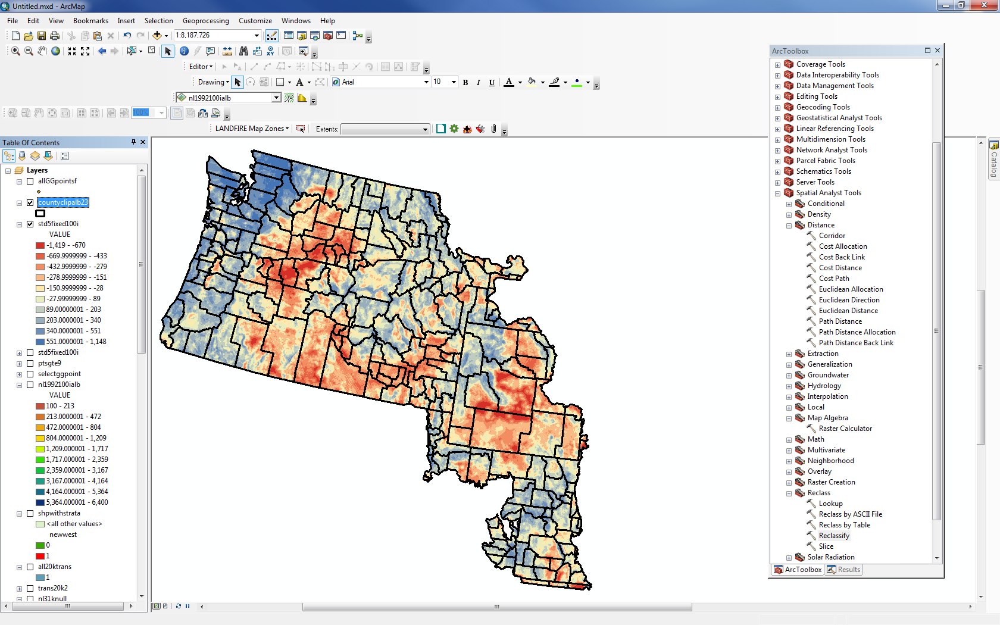 Untitled.mxd - ArcMap
File Edit View Bookmarks Insert Selection Geoprocessing Customize Windows Help
1:8,187,726
Editor
Drawing Arial 10 B I U A
nl1992100ialb
100%
LANDFIRE Map Zones Extents:
Table Of Contents
Layers
allGGpointsf
countyclipalb23
std5fixed100i
VALUE
-1,419 - -670
-669.9999999 - -433
-432.9999999 - -279
-278.9999999 - -151
-150.9999999 - -28
-27.99999999 - 89
89.00000001 - 203
203.0000001 - 340
340.0000001 - 551
551.0000001 - 1,148
std5fixed100i
ptsgte9
selectggpoint
nl1992100ialb
VALUE
100 - 213
213.0000001 - 472
472.0000001 - 804
804.0000001 - 1,209
1,209.000001 - 1,717
1,717.000001 - 2,359
2,359.000001 - 3,167
3,167.000001 - 4,164
4,164.000001 - 5,364
5,364.000001 - 6,400
shpwithstrata
<all other values>
newwest
0
1
all20ktrans
1
trans20k2
nl31knull
ArcToolbox
Coverage Tools
Data Interoperability Tools
Data Management Tools
Editing Tools
Geocoding Tools
Geostatistical Analyst Tools
Linear Referencing Tools
Multidimension Tools
Network Analyst Tools
Parcel Fabric Tools
Schematics Tools
Server Tools
Spatial Analyst Tools
Conditional
Density
Distance
Corridor
Cost Allocation
Cost Back Link
Cost Distance
Cost Path
Euclidean Allocation
Euclidean Direction
Euclidean Distance
Path Distance
Path Distance Allocation
Path Distance Back Link
Extraction
Generalization
Groundwater
Hydrology
Interpolation
Local
Map Algebra
Raster Calculator
Math
Multivariate
Neighborhood
Overlay
Raster Creation
Reclass
Lookup
Reclass by ASCII File
Reclass by Table
Reclassify
Slice
Solar Radiation
ArcToolbox Results
Catalog